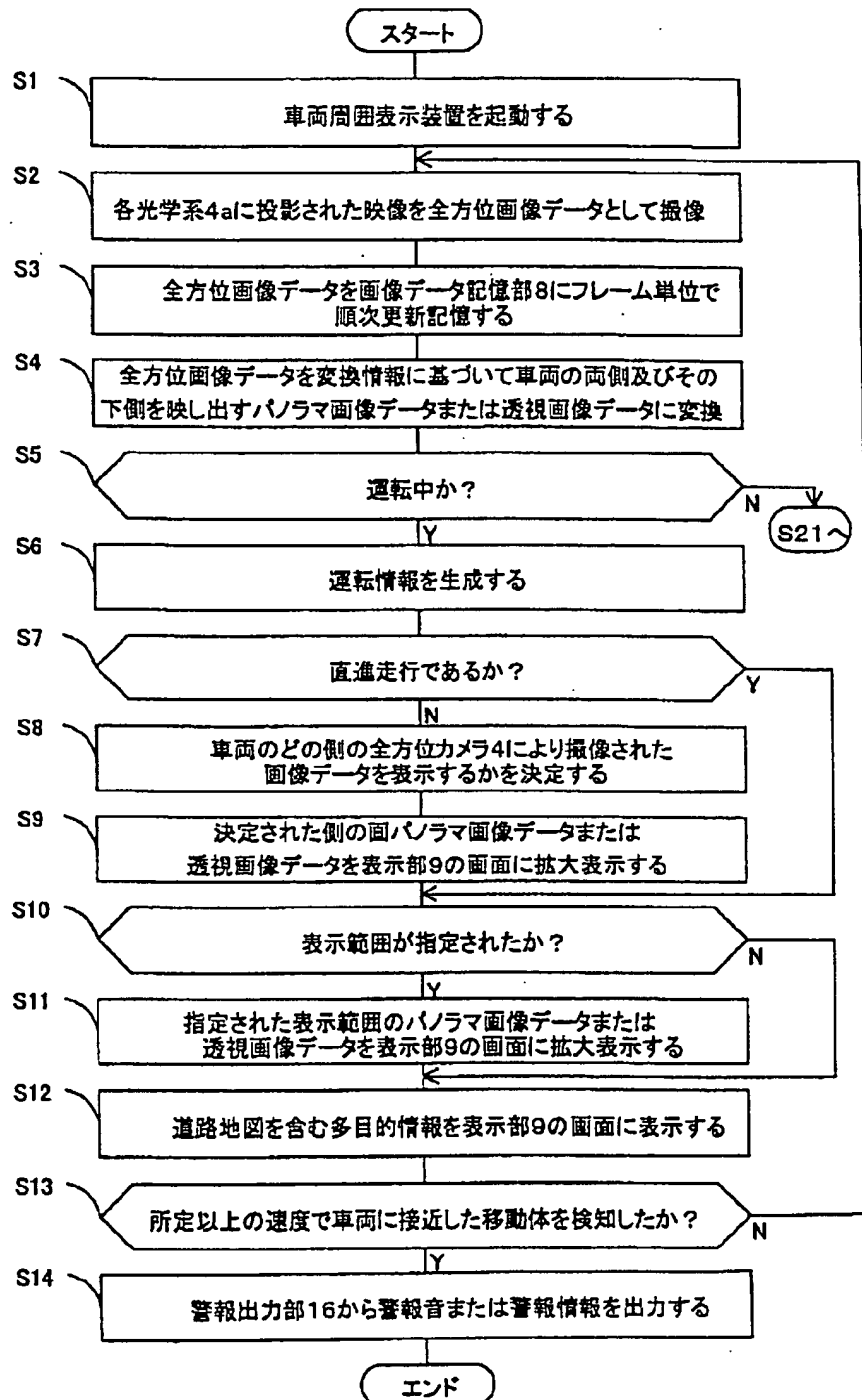 スタート
S1
車両周囲表示装置を起動する
S2
各光学系4aに投影された映像を全方位画像データとして撮像
S3
全方位画像データを画像データ記憶部8にフレーム単位で
順次更新記憶する
S4
全方位画像データを変換情報に基づいて車両の両側及びその
下側を映し出すパノラマ画像データまたは透視画像データに変換
S5
運転中か?
N
S21へ
Y
S6
運転情報を生成する
S7
直進走行であるか?
Y
N
S8
車両のどの側の全方位カメラ4により撮像された
画像データを表示するかを決定する
S9
決定された側の面パノラマ画像データまたは
透視画像データを表示部9の画面に拡大表示する
S10
表示範囲が指定されたか?
N
Y
S11
指定された表示範囲のパノラマ画像データまたは
透視画像データを表示部9の画面に拡大表示する
S12
道路地図を含む多目的情報を表示部9の画面に表示する
S13
所定以上の速度で車両に接近した移動体を検知したか?
N
Y
S14
警報出力部16から警報音または警報情報を出力する
エンド